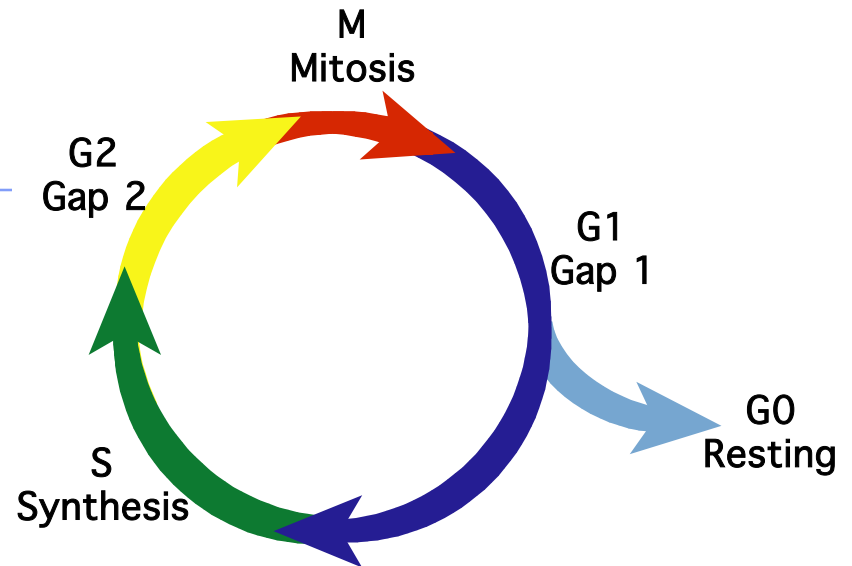 M
Mitosis
G2
Gap 2
G1
Gap 1
G0
Resting
S
Synthesis